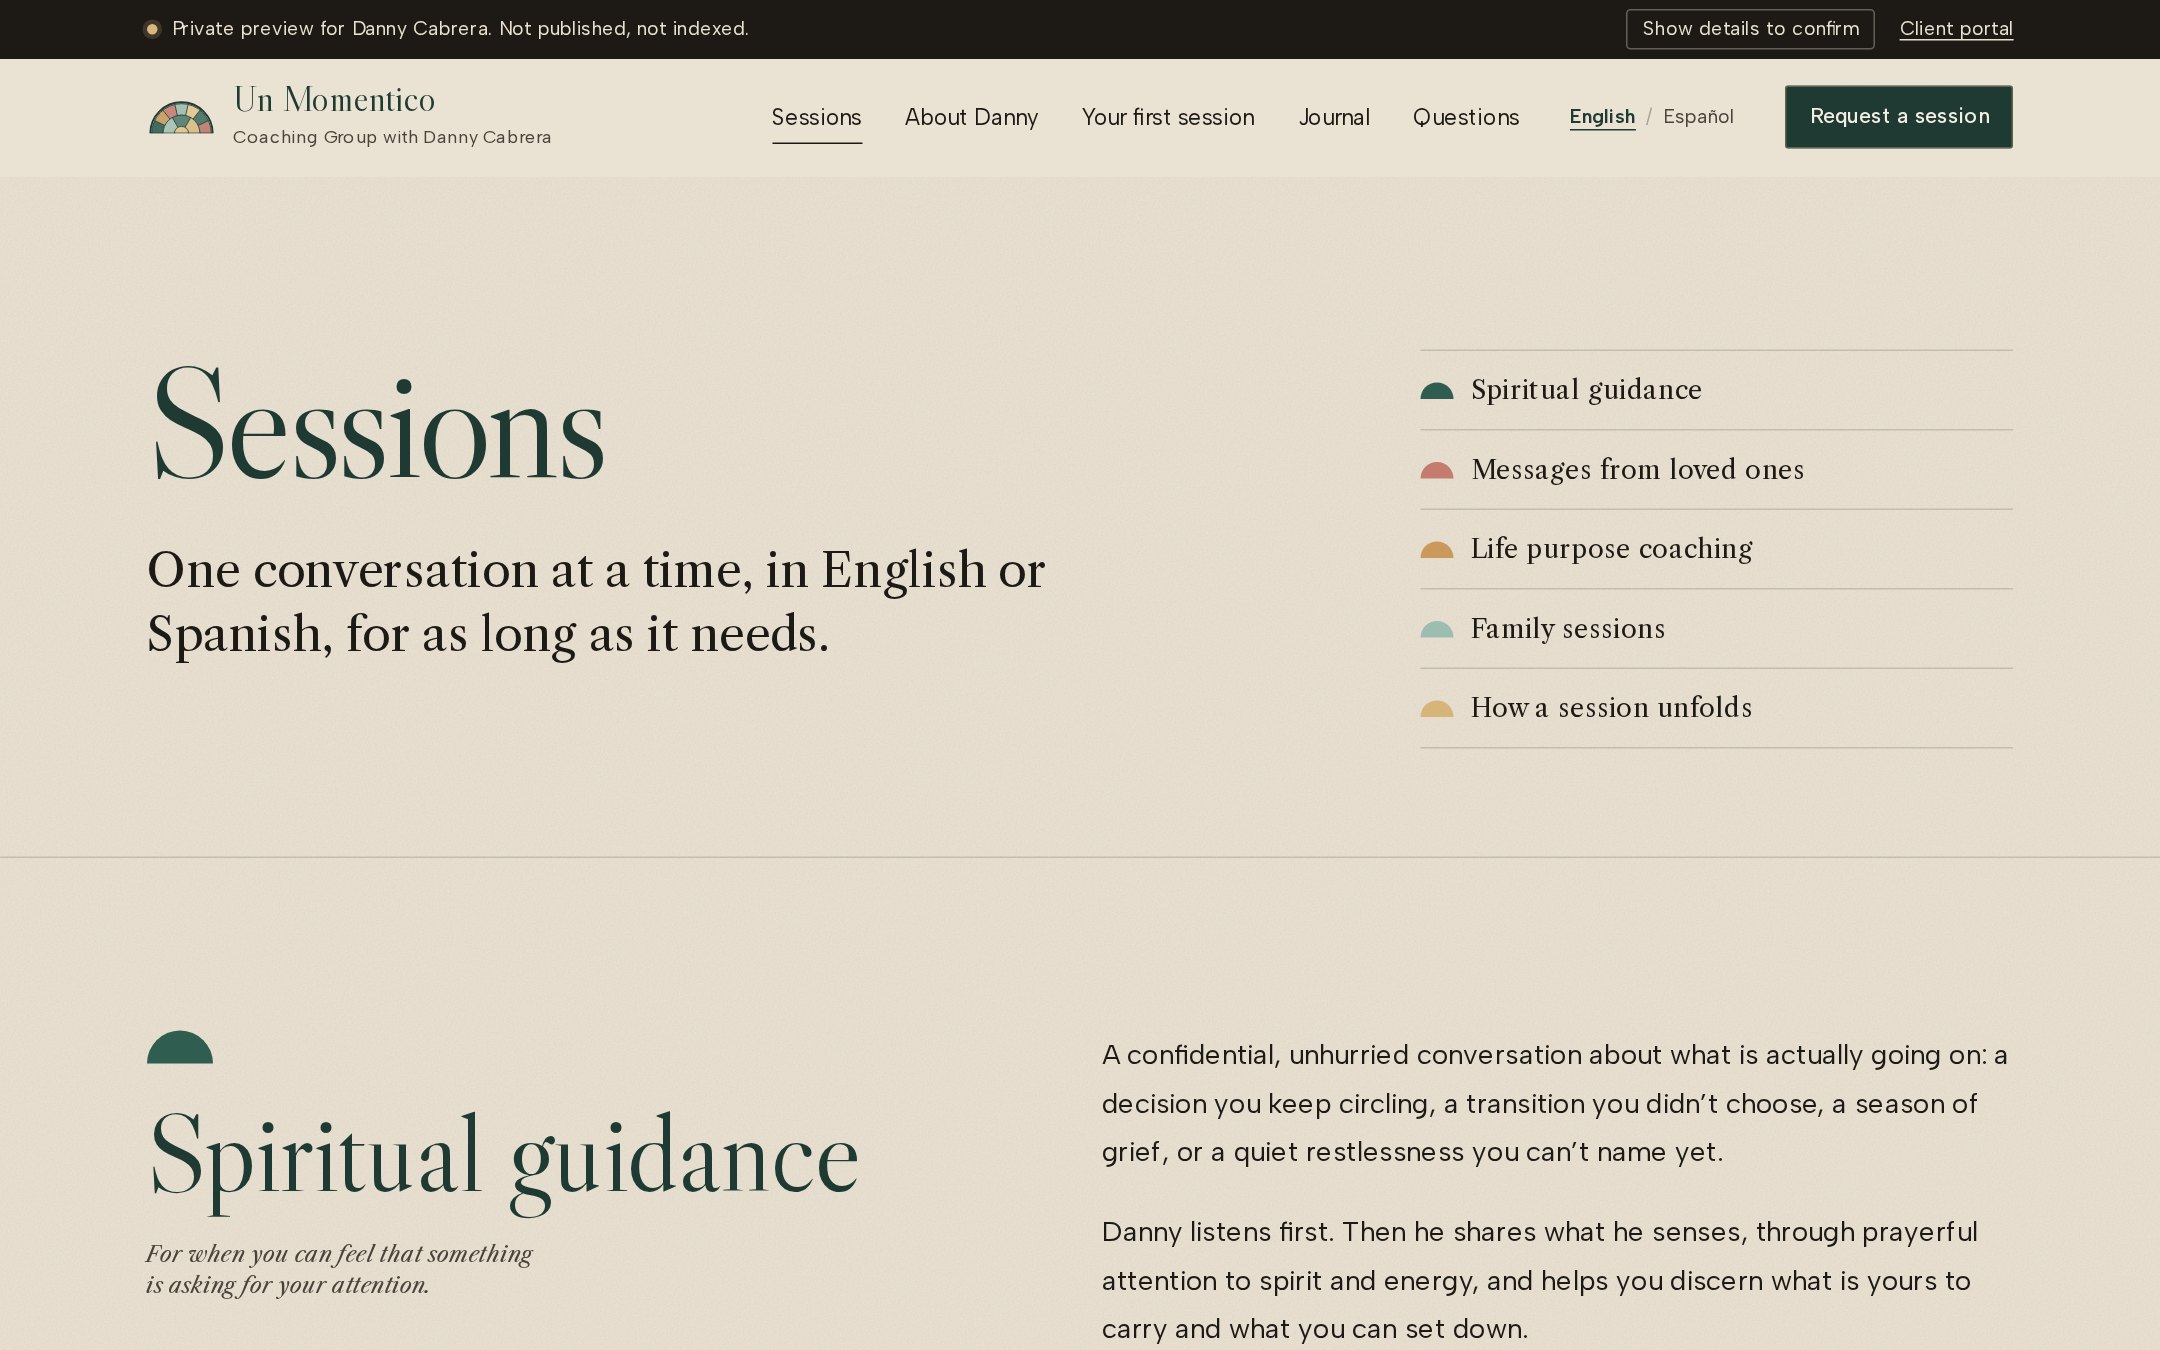 Private preview for Danny Cabrera. Not published, not indexed.
Show details to confirm
Client portal
Un Momentico
Coaching Group with Danny Cabrera
Sessions
About Danny
Your first session
Journal
Questions
English / Español
Request a session
Sessions
One conversation at a time, in English or
Spanish, for as long as it needs.
Spiritual guidance
Messages from loved ones
Life purpose coaching
Family sessions
How a session unfolds
Spiritual guidance
For when you can feel that something
is asking for your attention.
A confidential, unhurried conversation about what is actually going on: a
decision you keep circling, a transition you didn’t choose, a season of
grief, or a quiet restlessness you can’t name yet.
Danny listens first. Then he shares what he senses, through prayerful
attention to spirit and energy, and helps you discern what is yours to
carry and what you can set down.